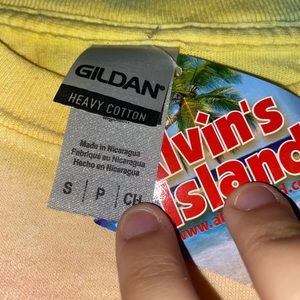 GILDAN®
HEAVY COTTON
Made in Nicaragua
Fabriqué au Nicaragua
Hecho en Nicaragua
S | P | CH
lvin's
Island